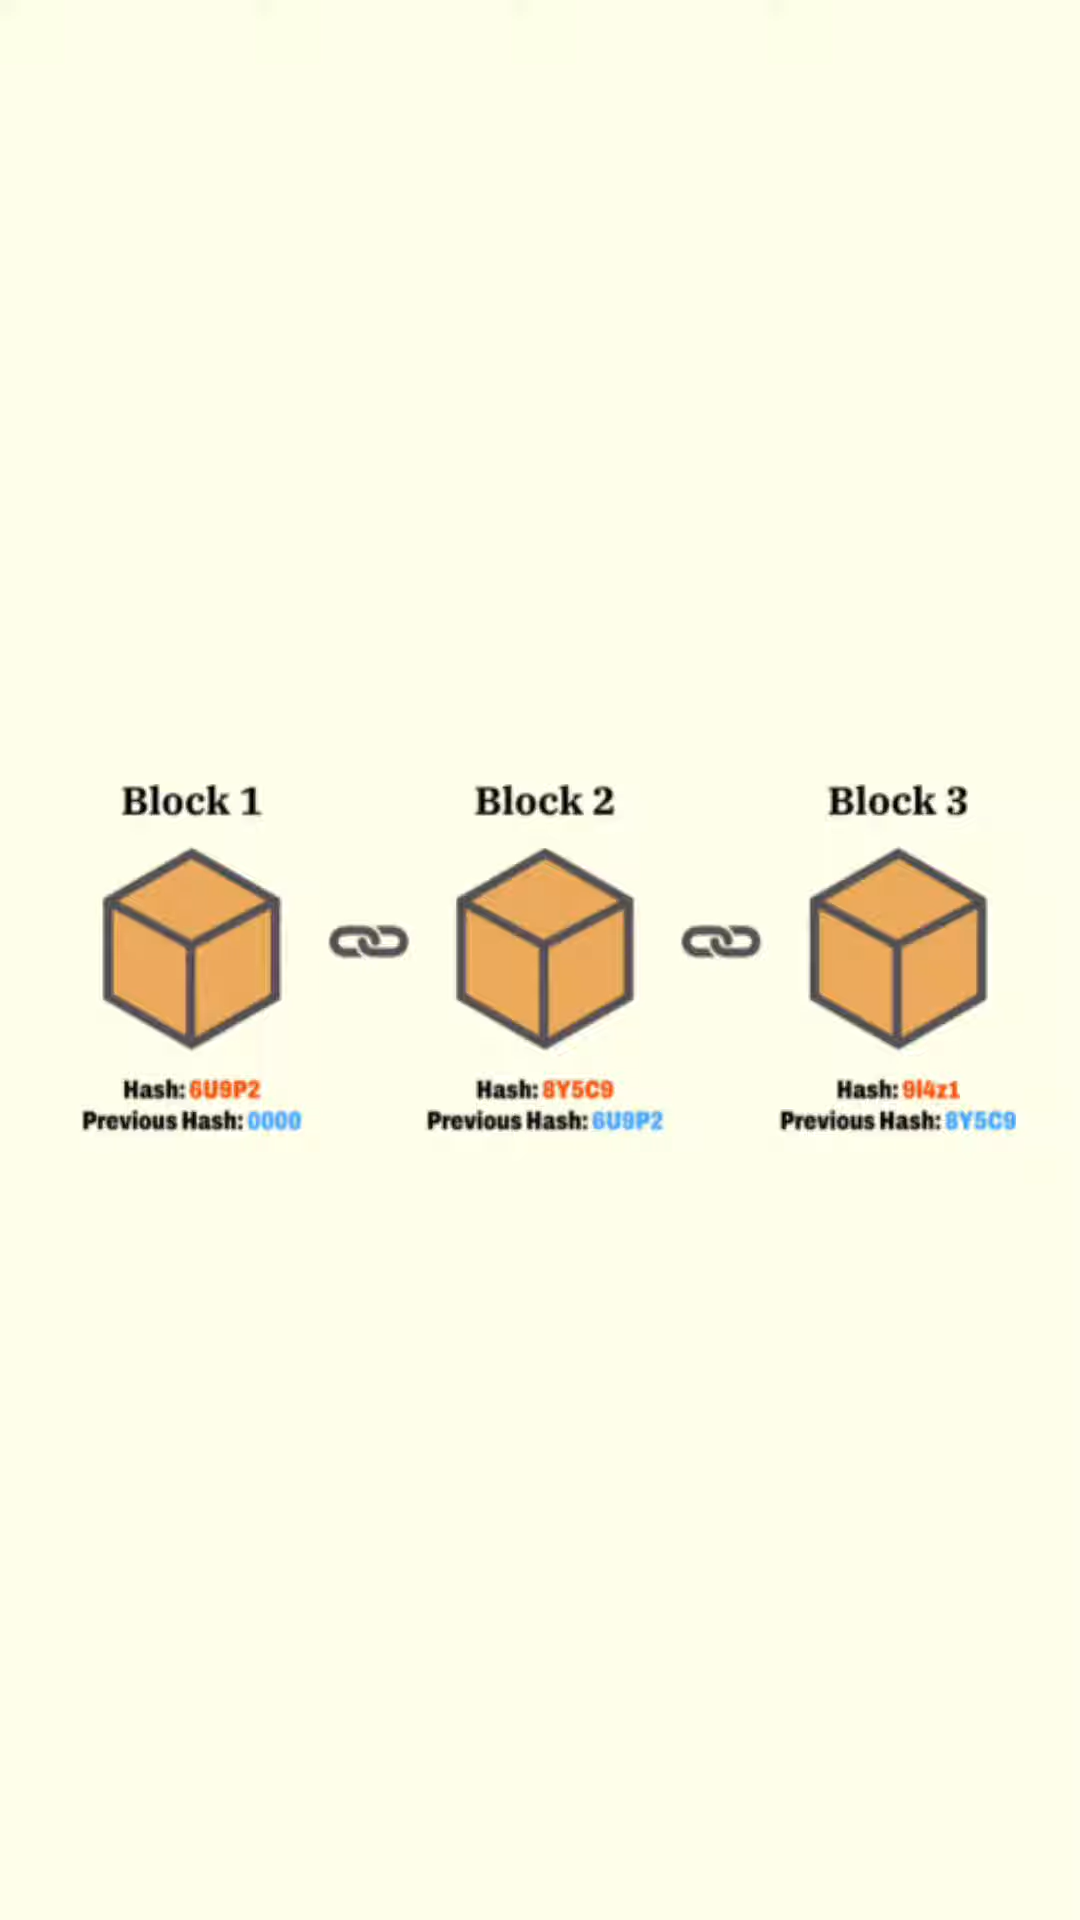 Block 1
Block 2
Block 3
Hash: 6U9P2
Previous Hash: 0000
Hash: 8Y5C9
Previous Hash: 6U9P2
Hash: 9l4z1
Previous Hash: 8Y5C9